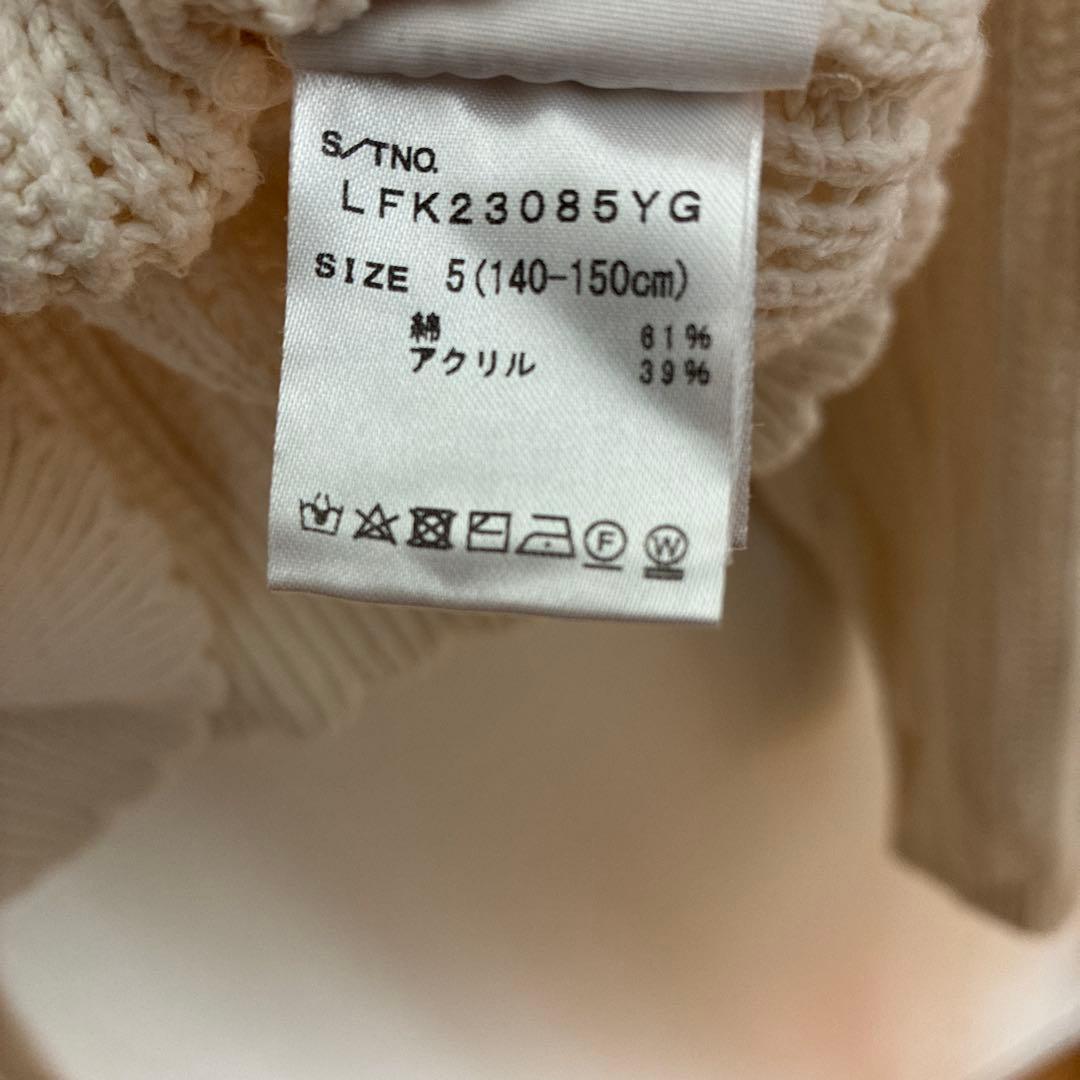 S/TNO.
LFK23085YG
SIZE 5(140-150cm)
綿 61%
アクリル 39%
F W